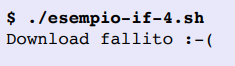 $ ./esempio-if-4.sh
Download fallito :-(